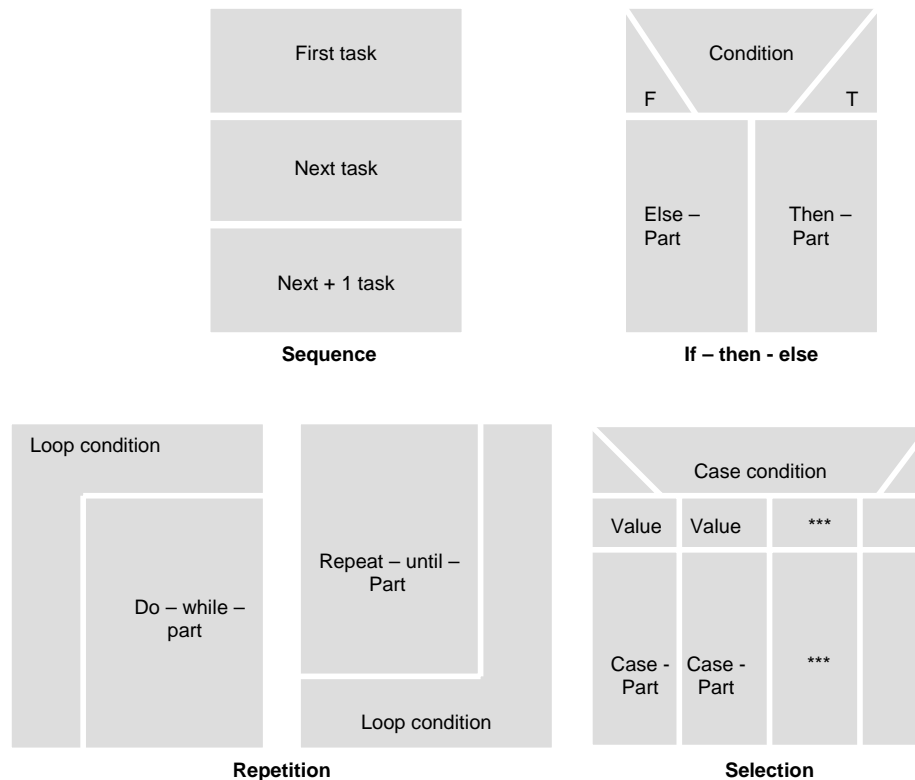 First task
Next task
Next + 1 task
Sequence
Condition
F
T
Else –
Part
Then –
Part
If – then - else
Loop condition
Do – while –
part
Repeat – until –
Part
Loop condition
Repetition
Case condition
Value
Value
***
Case -
Part
Case -
Part
***
Selection